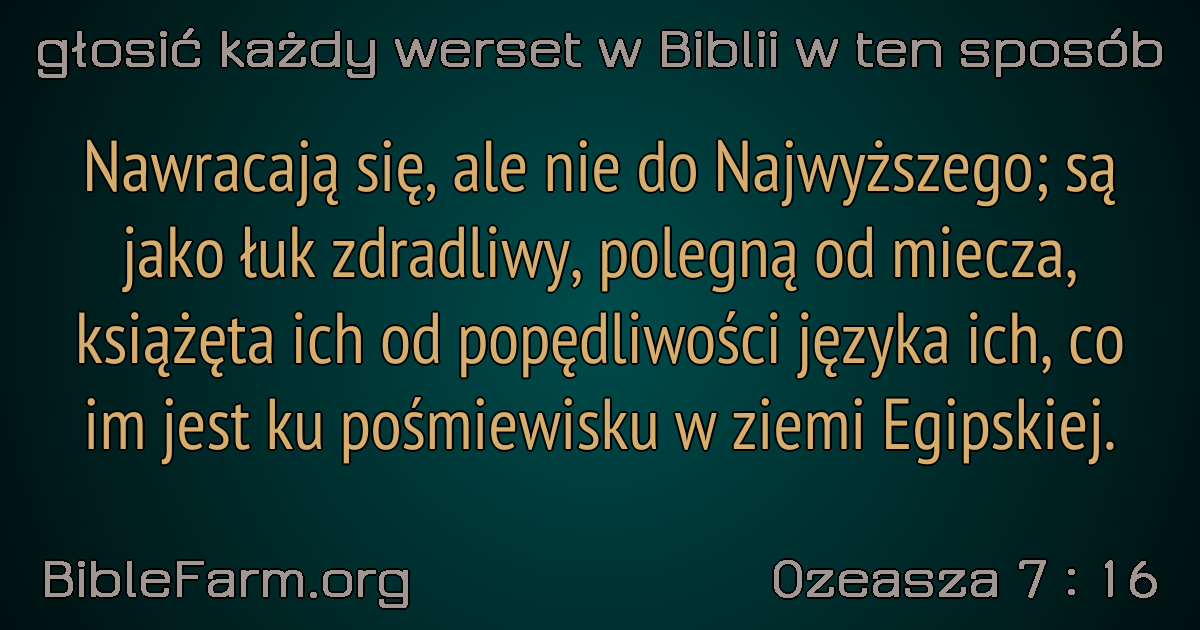 głosić każdy werset w Biblii w ten sposób
Nawracają się, ale nie do Najwyższego; są
jako łuk zdradliwy, polegną od miecza,
książęta ich od popędliwości języka ich, co
im jest ku pośmiewisku w ziemi Egipskiej.
BibleFarm.org
Ozeasza 7 : 16